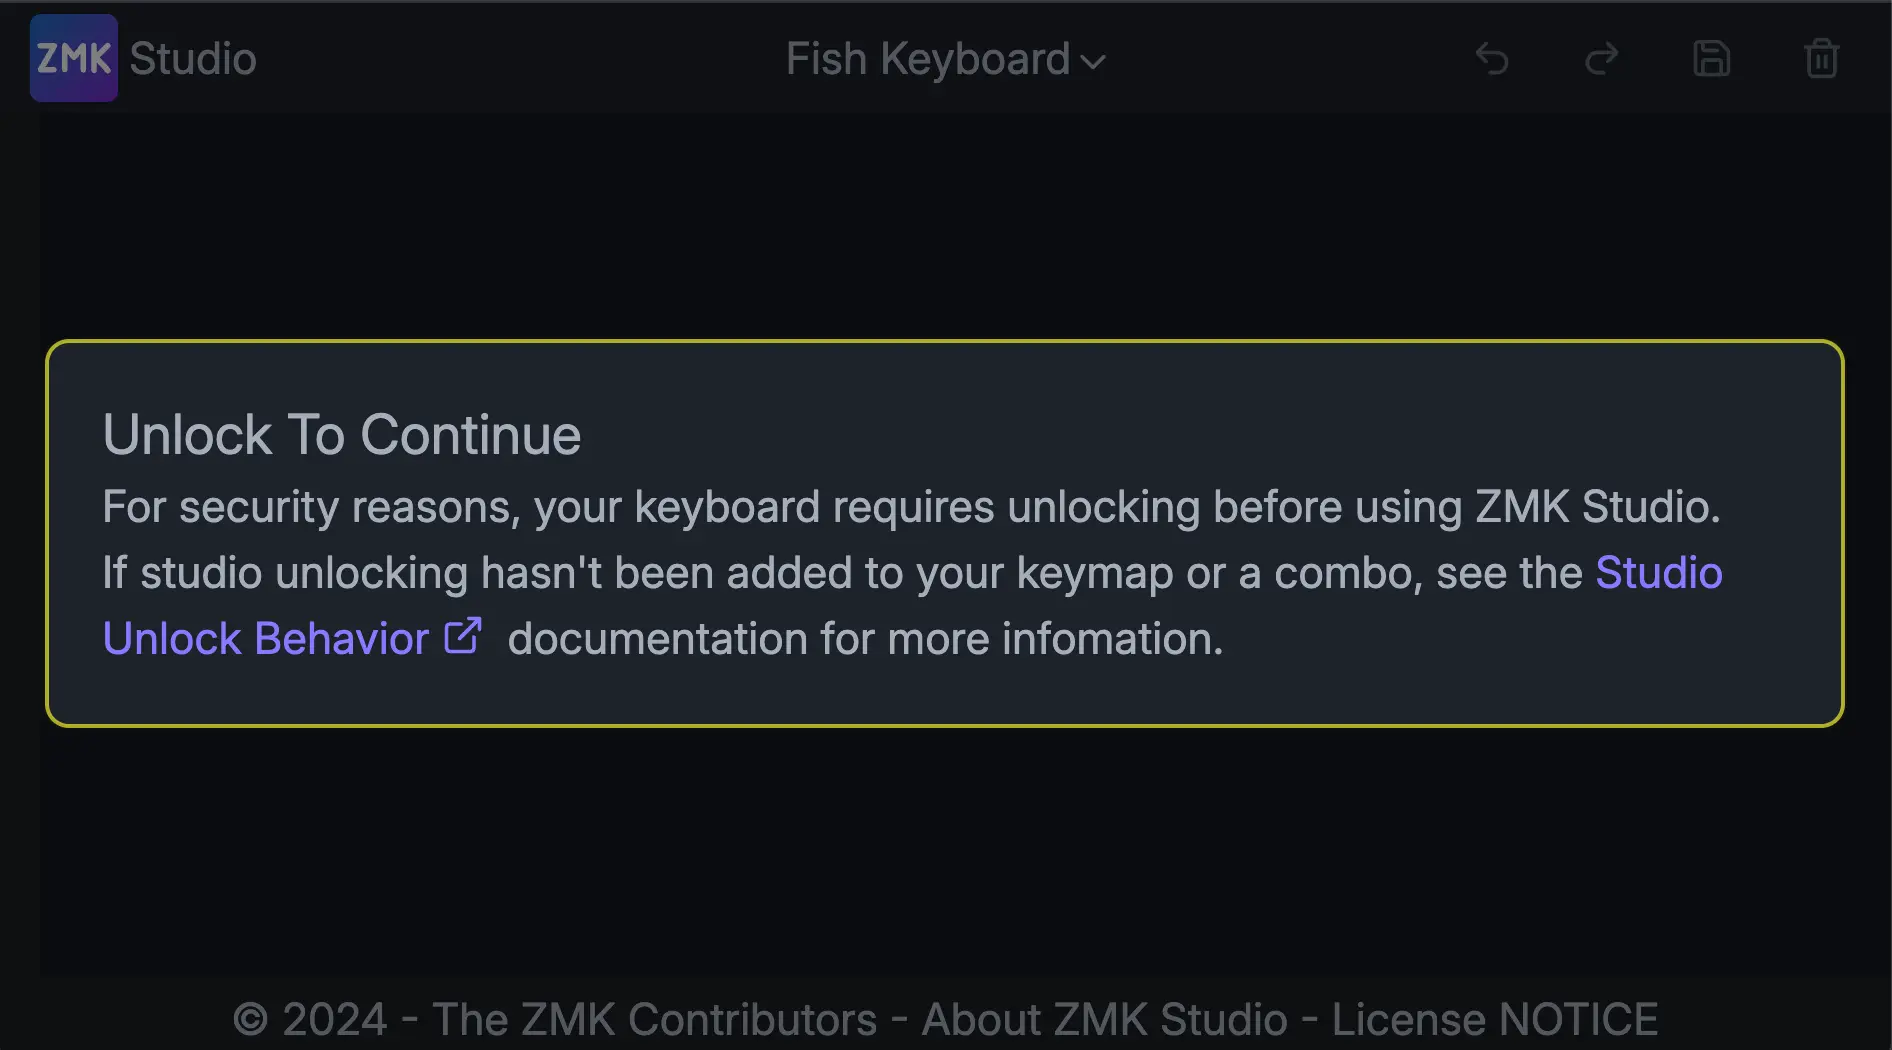 ZMK Studio
Fish Keyboard
Unlock To Continue
For security reasons, your keyboard requires unlocking before using ZMK Studio.
If studio unlocking hasn't been added to your keymap or a combo, see the Studio
Unlock Behavior documentation for more infomation.
© 2024 - The ZMK Contributors - About ZMK Studio - License NOTICE